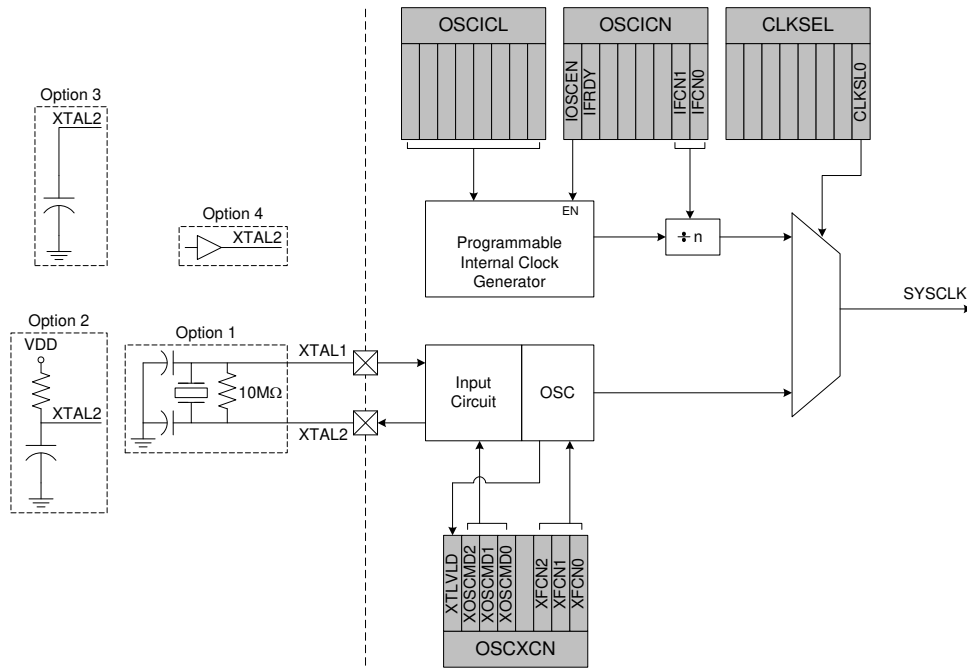 OSCICL
OSCICN
CLKSEL
IOSCEN
IFRDY
IFCN1
IFCN0
CLKSL0
Option 3
XTAL2
Option 4
XTAL2
EN
Programmable
Internal Clock
Generator
÷ n
SYSCLK
Option 2
VDD
XTAL2
Option 1
10MΩ
XTAL1
XTAL2
Input
Circuit
OSC
XTLVLD
XOSCMD2
XOSCMD1
XOSCMD0
XFCN2
XFCN1
XFCN0
OSCXCN